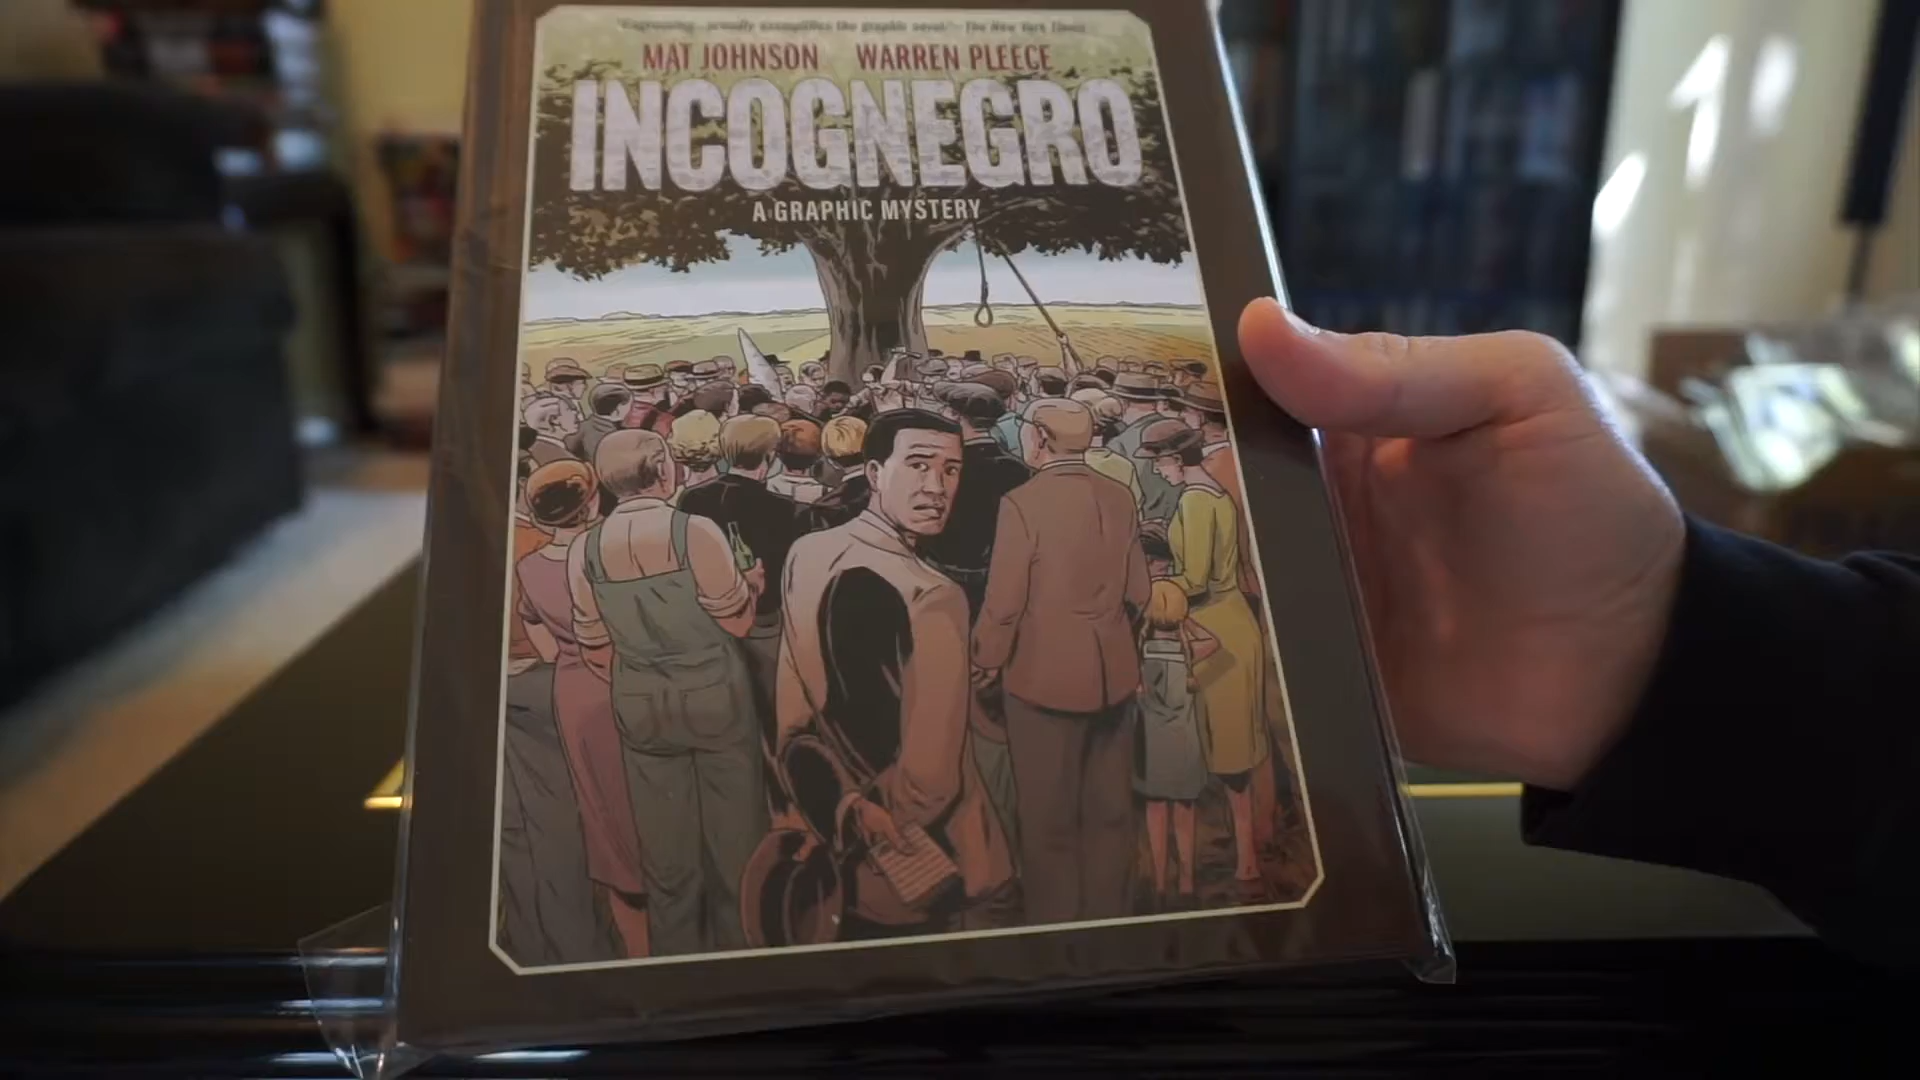 "Engrossing...proudly exemplifies the graphic novel."—The New York Times
MAT JOHNSON WARREN PLEECE
INCOGNEGRO
A GRAPHIC MYSTERY